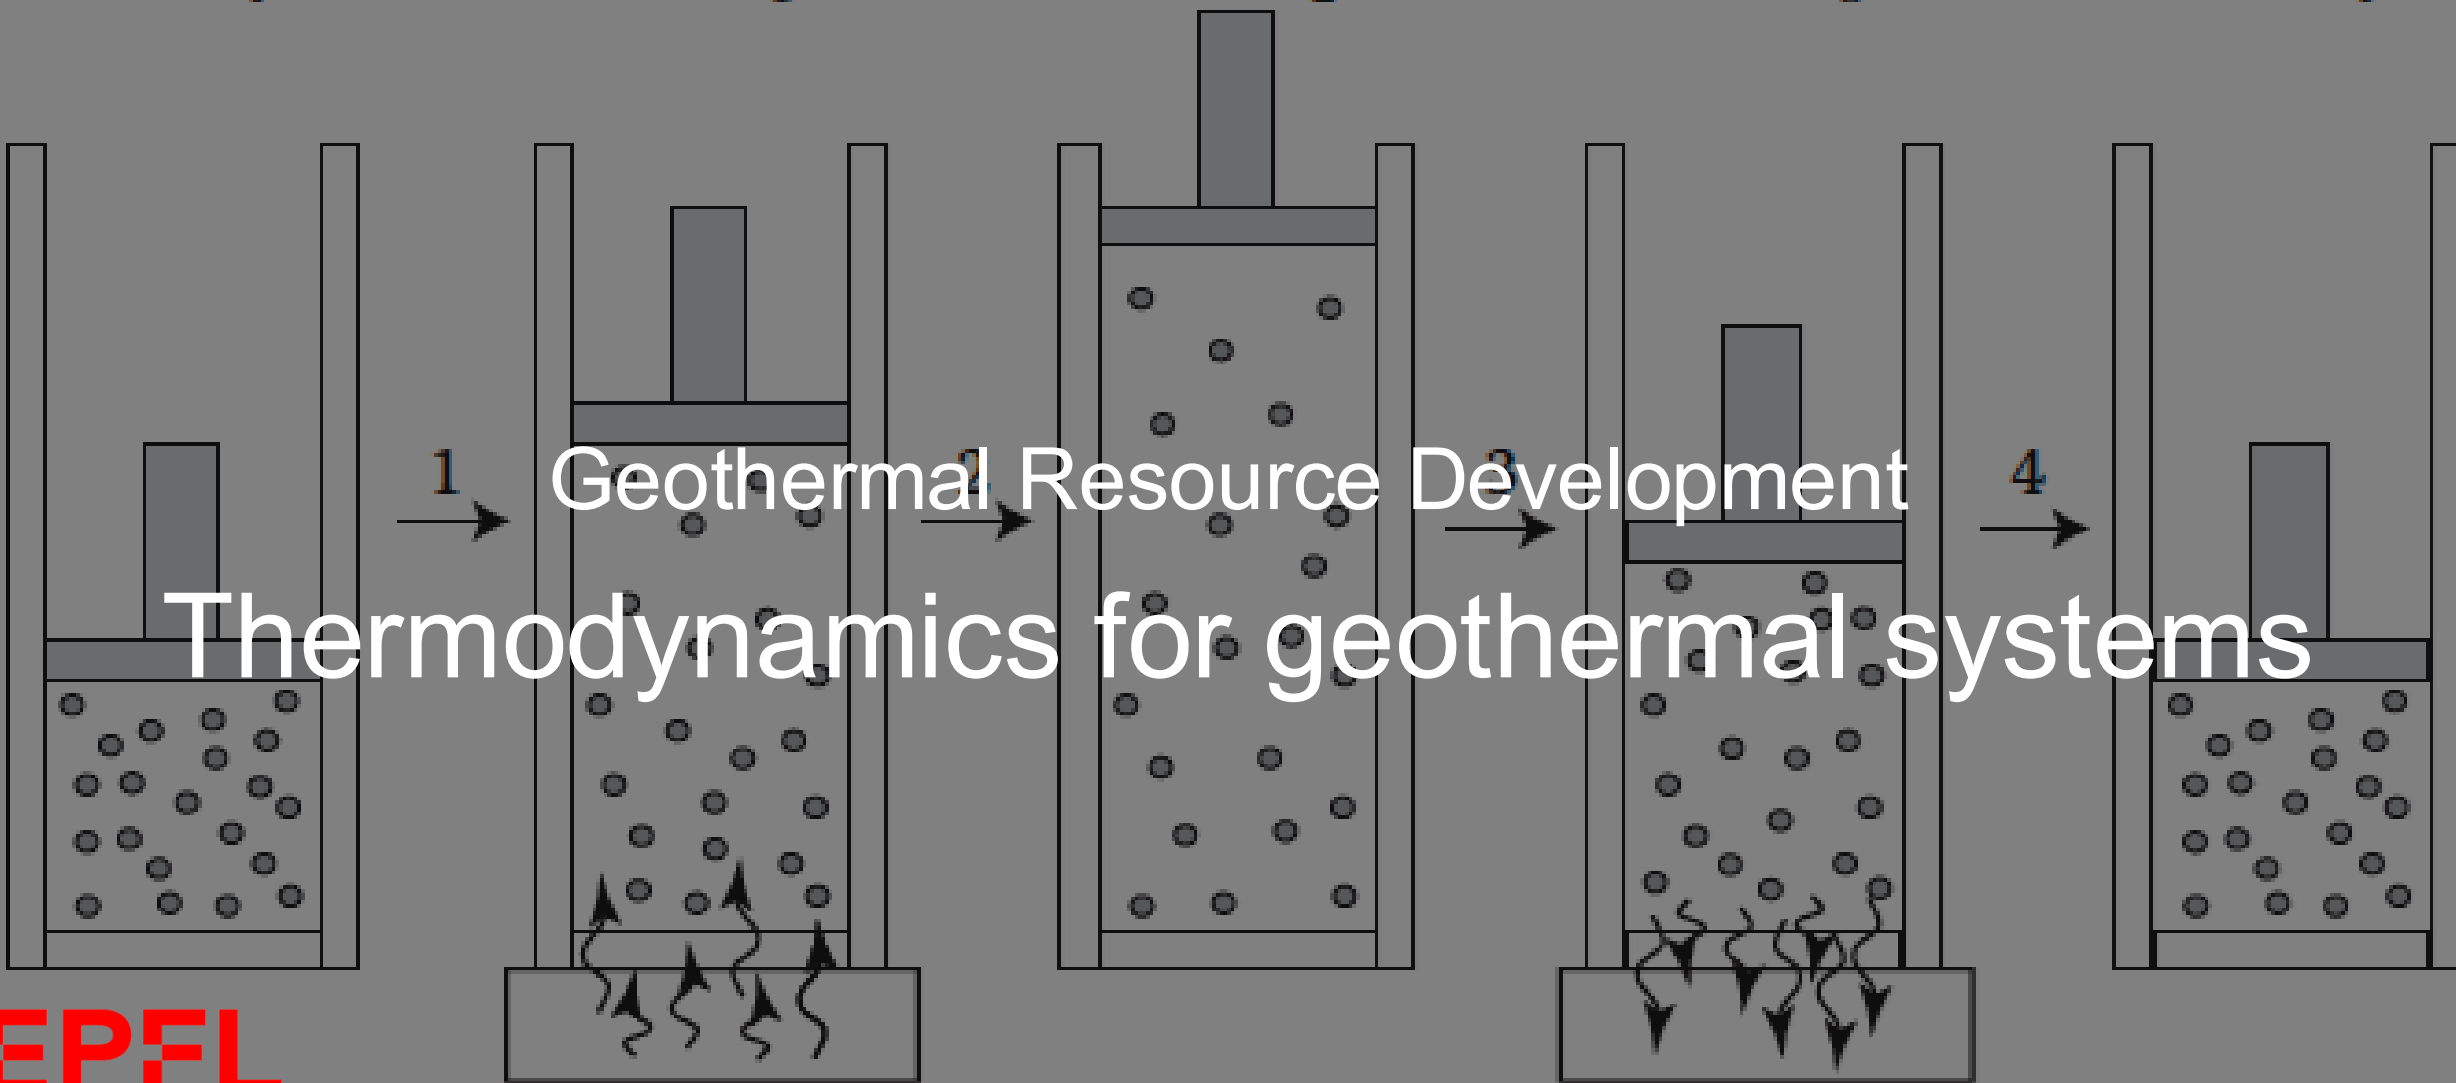 1
2
3
4
Geothermal Resource Development
Thermodynamics for geothermal systems
EPFL